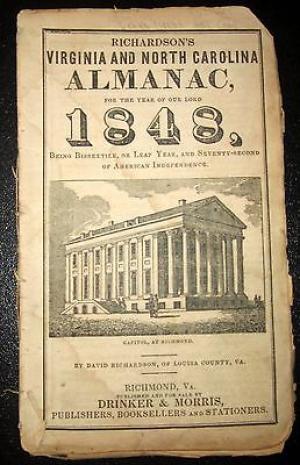 RICHARDSON'S
VIRGINIA AND NORTH CAROLINA
ALMANAC,
FOR THE YEAR OF OUR LORD
1848,
BEING BISSEXTILE, OR LEAP YEAR, AND SEVENTY-SECOND
OF AMERICAN INDEPENDENCE.
CAPITOL, AT RICHMOND.
BY DAVID RICHARDSON, OF LOUISA COUNTY, VA.
RICHMOND, VA.
PUBLISHED AND FOR SALE BY
DRINKER & MORRIS,
PUBLISHERS, BOOKSELLERS AND STATIONERS.